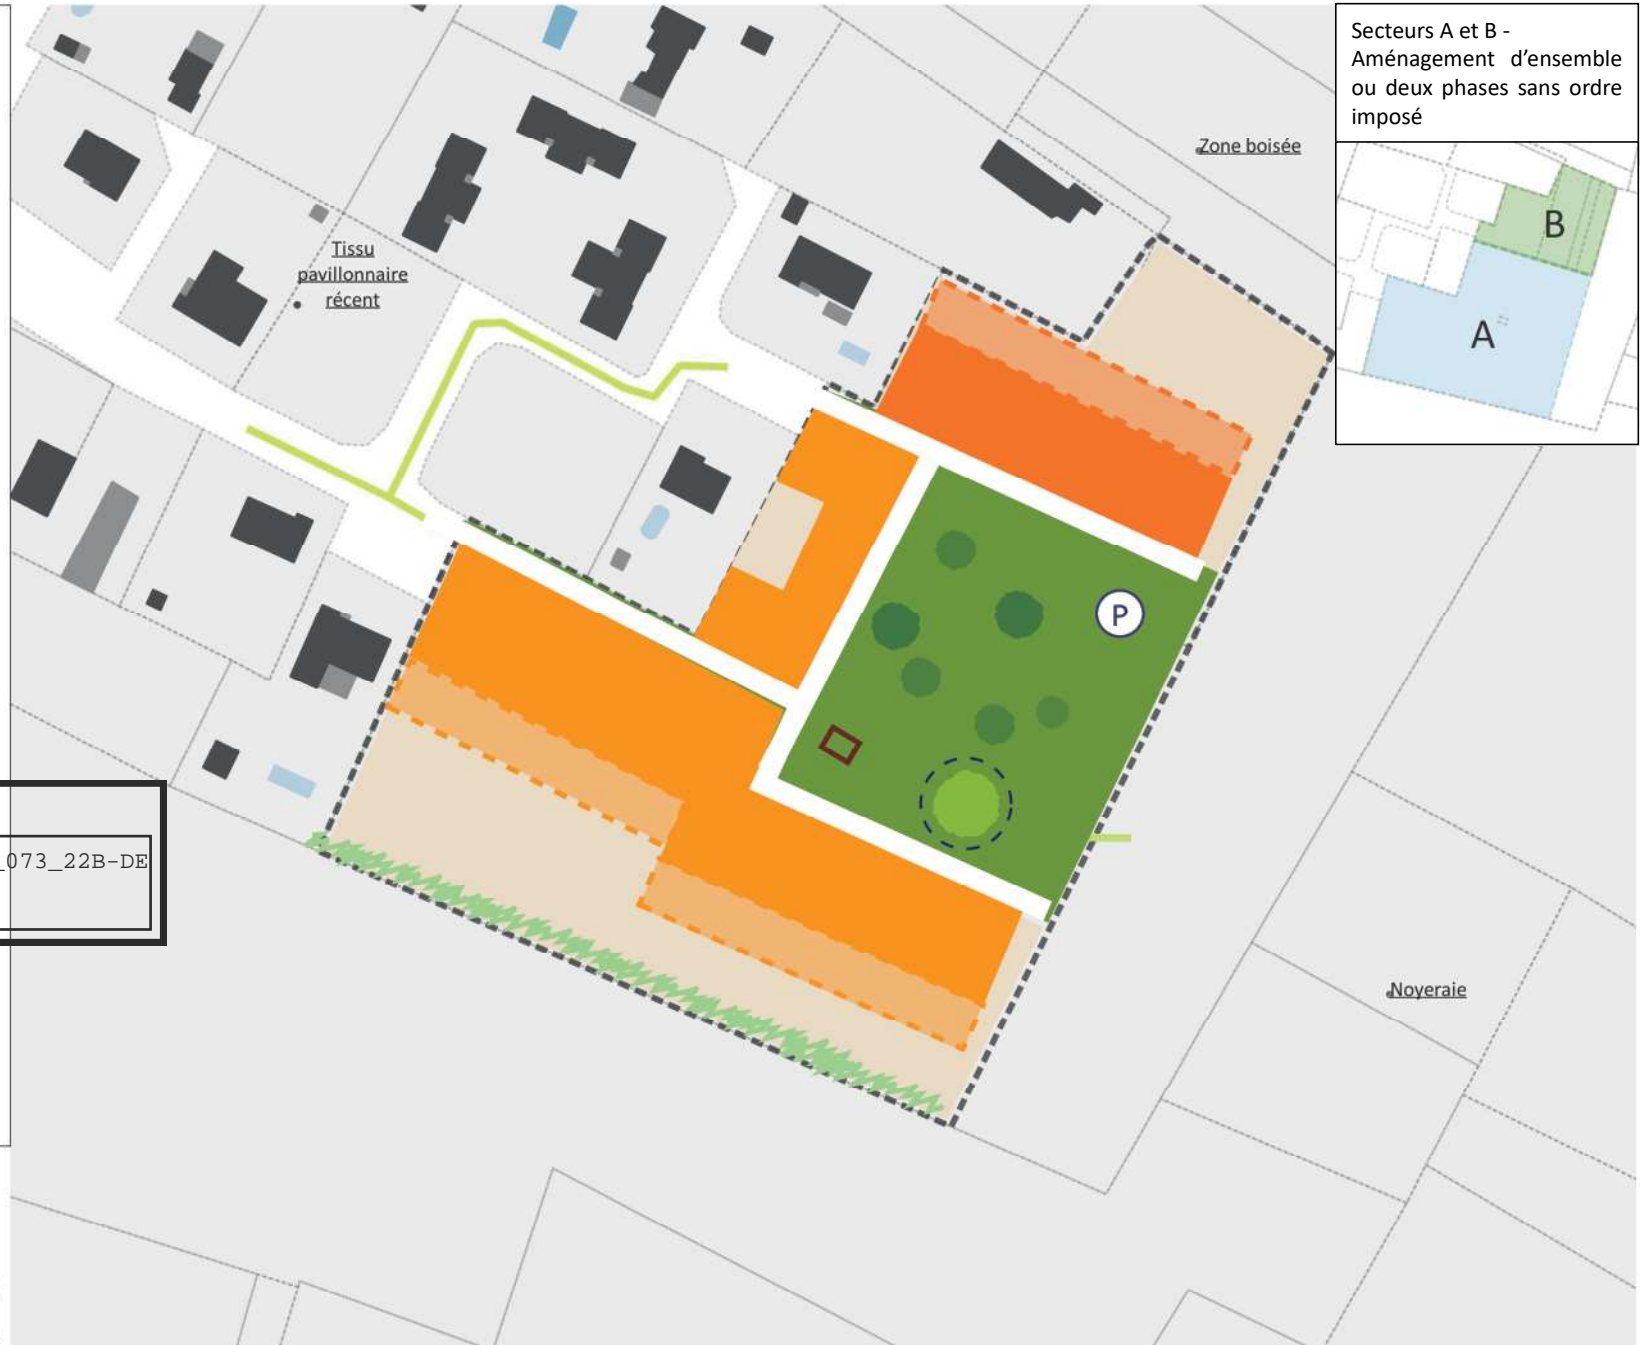 Secteurs A et B -
Aménagement d’ensemble
ou deux phases sans ordre
imposé
Zone boisée
B
A
Tissu
pavillonnaire
récent
P
_073_22B-DE
Noyeraie